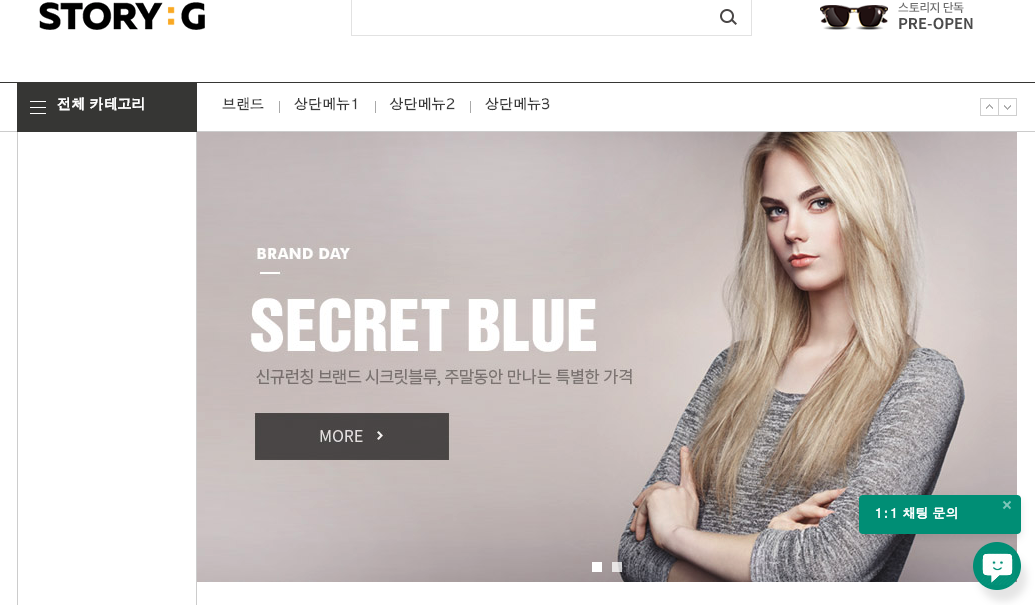 STORY:G
스토리지 단독
PRE-OPEN
전체 카테고리
브랜드
상단메뉴1
상단메뉴2
상단메뉴3
BRAND DAY
SECRET BLUE
신규런칭 브랜드 시크릿블루, 주말동안 만나는 특별한 가격
MORE
1:1 채팅 문의